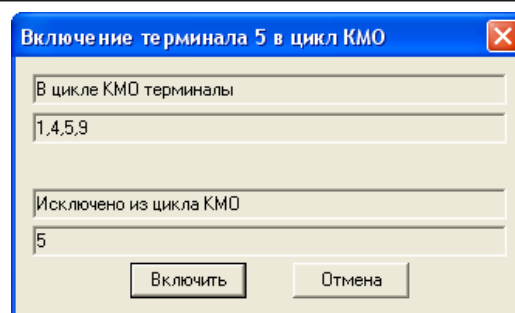 Включение терминала 5 в цикл КМО
В цикле КМО терминалы
1,4,5,9
Исключено из цикла КМО
5
Включить Отмена